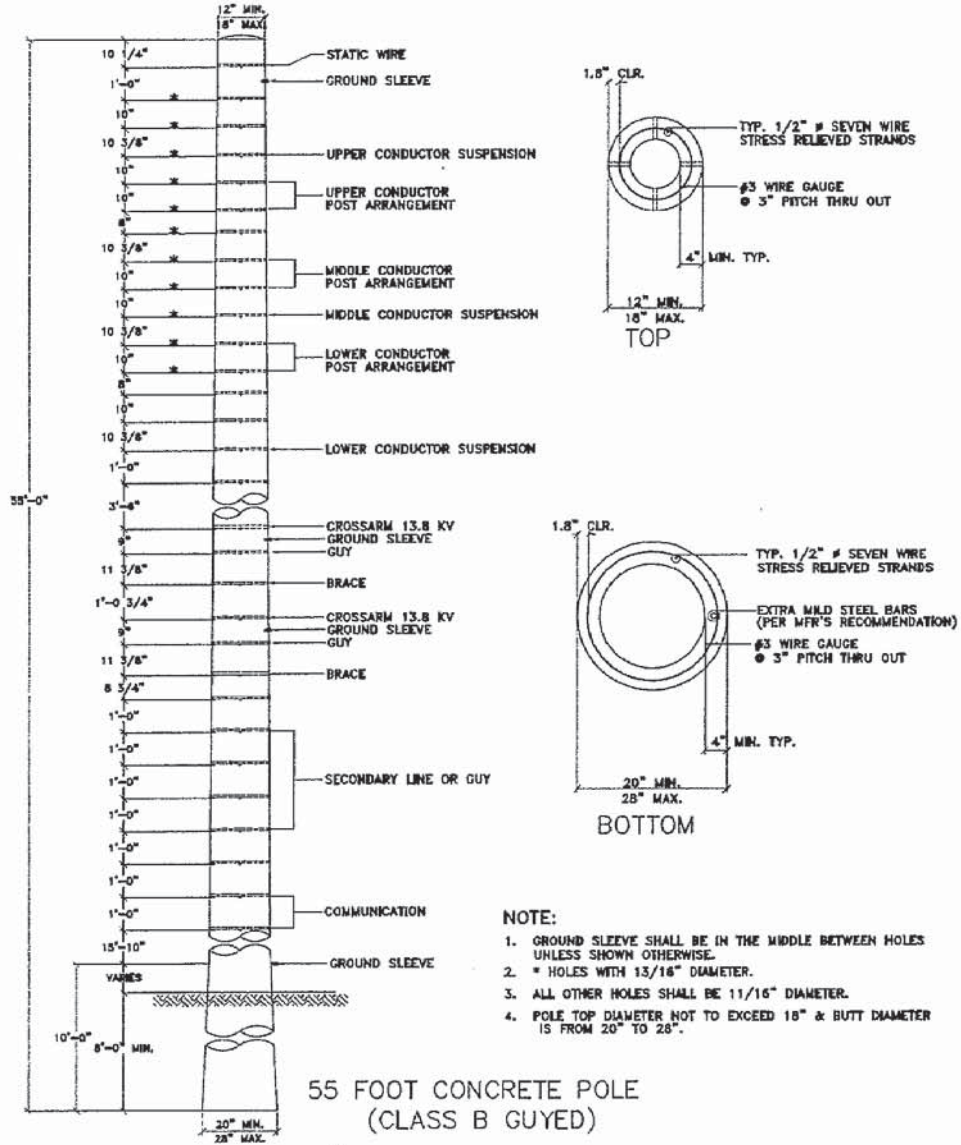 12" MIN.
18" MAX.
10 1/4"
STATIC WIRE
1'-0"
GROUND SLEEVE
*
10"
*
10 3/8"
*
UPPER CONDUCTOR SUSPENSION
10"
*
UPPER CONDUCTOR
POST ARRANGEMENT
10"
*
8"
*
10 3/8"
*
MIDDLE CONDUCTOR
POST ARRANGEMENT
10"
*
10"
*
MIDDLE CONDUCTOR SUSPENSION
10 3/8"
*
LOWER CONDUCTOR
POST ARRANGEMENT
10"
*
8"
10"
10 3/8"
LOWER CONDUCTOR SUSPENSION
1'-0"
55'-0"
CROSSARM 13.8 KV
9"
GROUND SLEEVE
GUY
11 3/8"
BRACE
1'-0 3/4"
CROSSARM 13.8 KV
9"
GROUND SLEEVE
GUY
11 3/8"
BRACE
8 3/4"
1'-0"
1'-0"
1'-0"
SECONDARY LINE OR GUY
1'-0"
1'-0"
1'-0"
1'-0"
COMMUNICATION
15'-10"
GROUND SLEEVE
VARIES
10'-0"
8'-0" MIN.
20" MIN.
28" MAX.
1.8" CLR.
TYP. 1/2" ø SEVEN WIRE
STRESS RELIEVED STRANDS
#3 WIRE GAUGE
@ 3" PITCH THRU OUT
4" MIN. TYP.
12" MIN.
18" MAX.
TOP
1.8" CLR.
TYP. 1/2" ø SEVEN WIRE
STRESS RELIEVED STRANDS
EXTRA MILD STEEL BARS
(PER MFR'S RECOMMENDATION)
#3 WIRE GAUGE
@ 3" PITCH THRU OUT
4" MIN. TYP.
20" MIN.
28" MAX.
BOTTOM
NOTE:
1. GROUND SLEEVE SHALL BE IN THE MIDDLE BETWEEN HOLES
UNLESS SHOWN OTHERWISE.
2. * HOLES WITH 13/16" DIAMETER.
3. ALL OTHER HOLES SHALL BE 11/16" DIAMETER.
4. POLE TOP DIAMETER NOT TO EXCEED 18" & BUTT DIAMETER
IS FROM 20" TO 28".
55 FOOT CONCRETE POLE
(CLASS B GUYED)